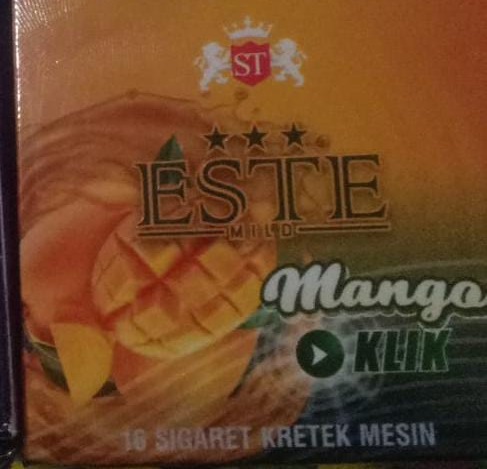 ST
ESTE
MILD
Mango
KLIK
16 SIGARET KRETEK MESIN